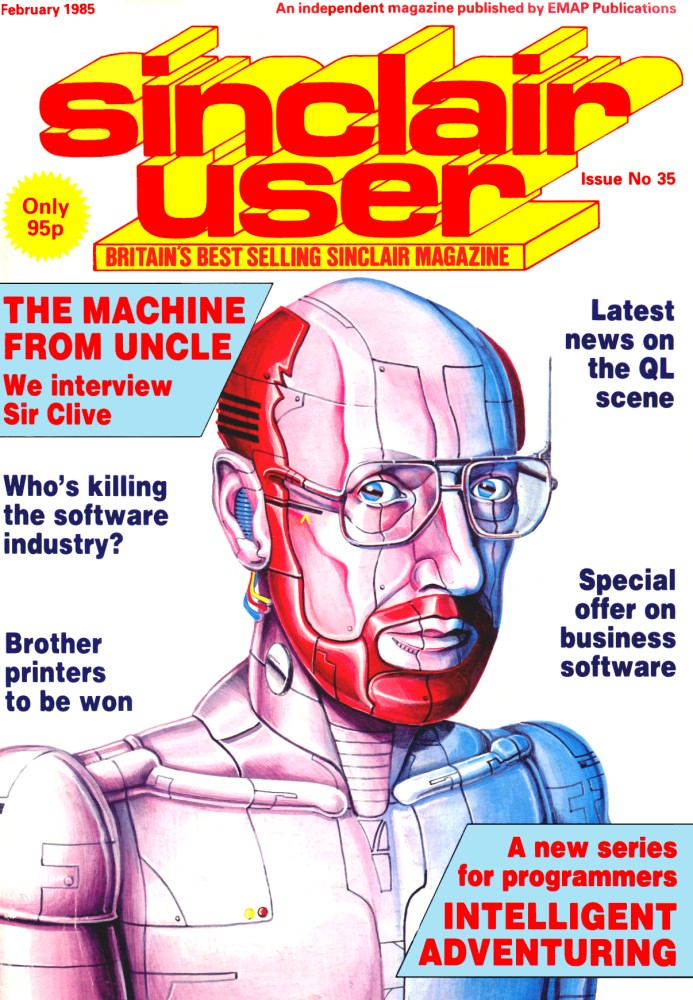 February 1985
An independent magazine published by EMAP Publications
sinclair
user
Issue No 35
Only
95p
BRITAIN'S BEST SELLING SINCLAIR MAGAZINE
THE MACHINE
FROM UNCLE
We interview
Sir Clive
Latest
news on
the QL
scene
Who's killing
the software
industry?
Special
offer on
business
software
Brother
printers
to be won
A new series
for programmers
INTELLIGENT
ADVENTURING